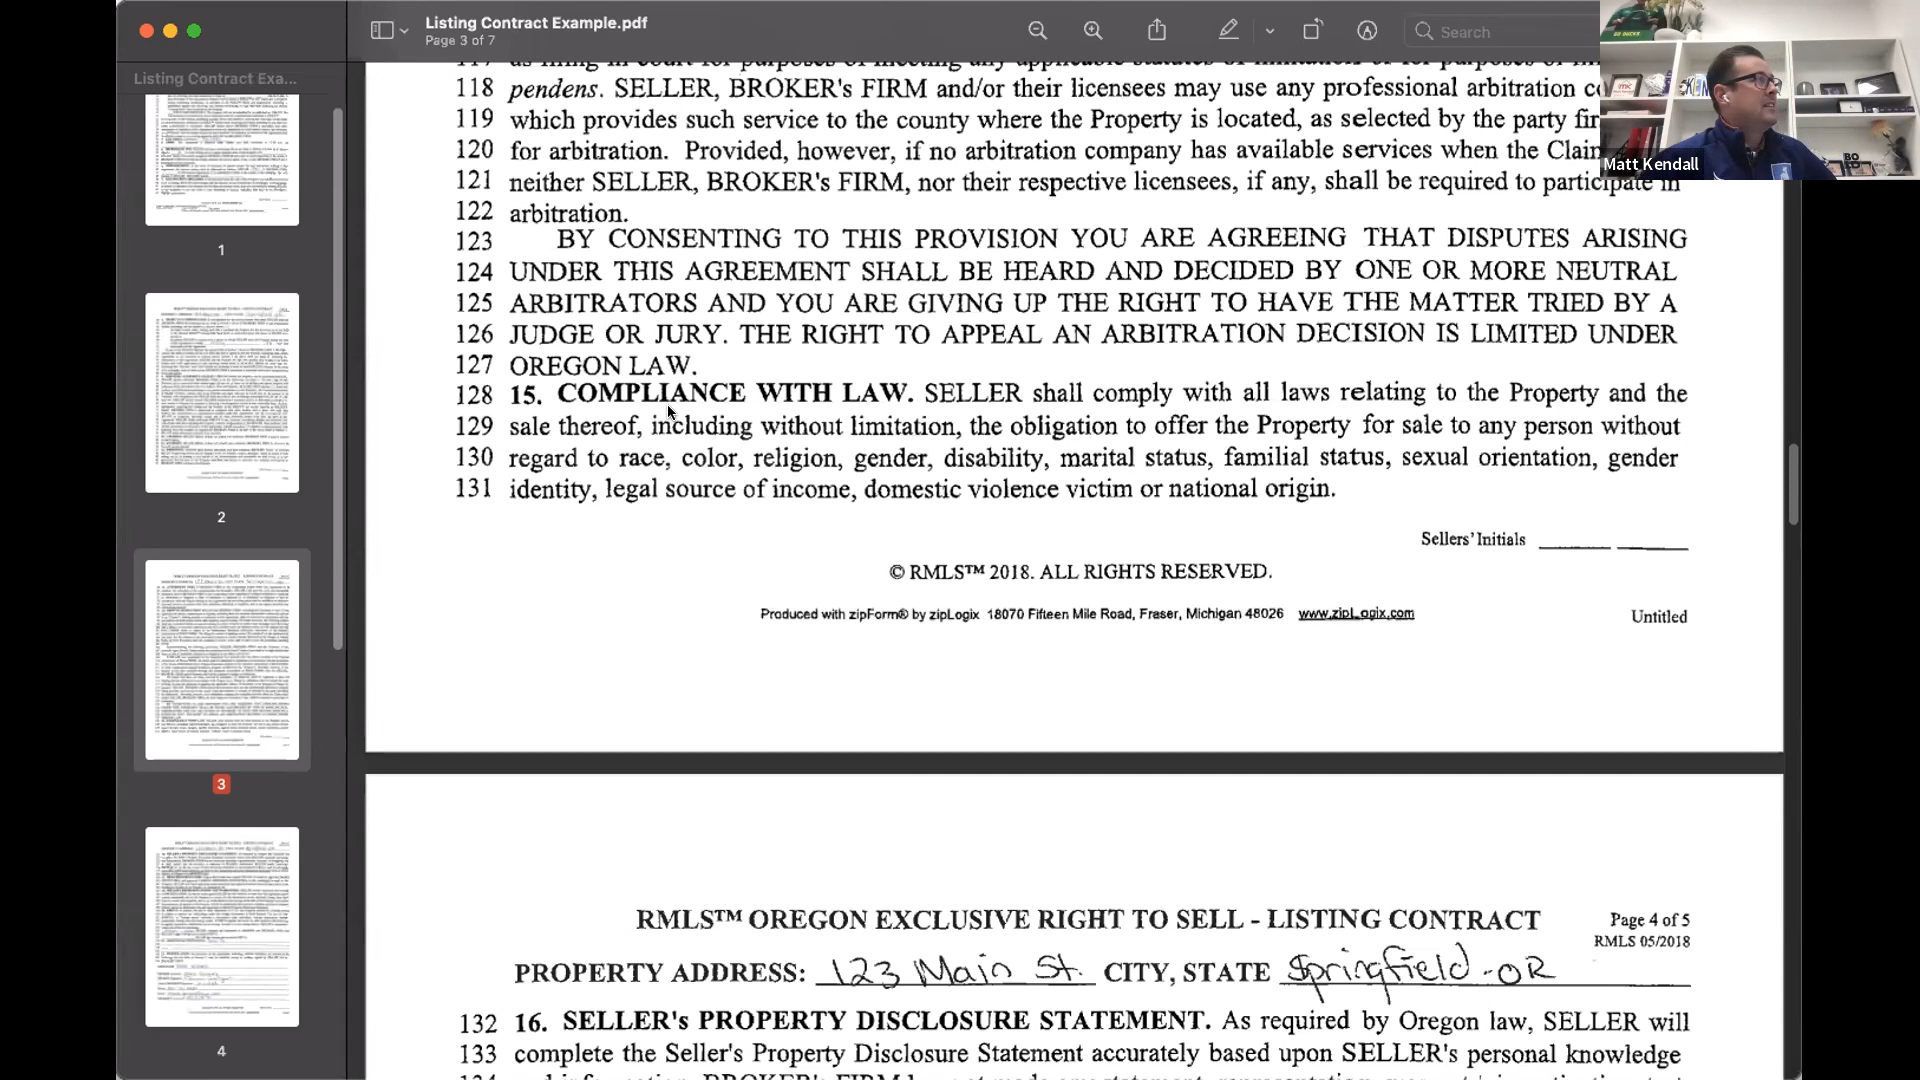 Listing Contract Example.pdf
Page 3 of 7
Search
Listing Contract Exa...
1
2
3
4
Matt Kendall
118 pendens. SELLER, BROKER's FIRM and/or their licensees may use any professional arbitration
119 which provides such service to the county where the Property is located, as selected by the party
120 for arbitration. Provided, however, if no arbitration company has available services when the
121 neither SELLER, BROKER's FIRM, nor their respective licensees, if any, shall be required to participate in
122 arbitration.
123 BY CONSENTING TO THIS PROVISION YOU ARE AGREEING THAT DISPUTES ARISING
124 UNDER THIS AGREEMENT SHALL BE HEARD AND DECIDED BY ONE OR MORE NEUTRAL
125 ARBITRATORS AND YOU ARE GIVING UP THE RIGHT TO HAVE THE MATTER TRIED BY A
126 JUDGE OR JURY. THE RIGHT TO APPEAL AN ARBITRATION DECISION IS LIMITED UNDER
127 OREGON LAW.
128 15. COMPLIANCE WITH LAW. SELLER shall comply with all laws relating to the Property and the
129 sale thereof, including without limitation, the obligation to offer the Property for sale to any person without
130 regard to race, color, religion, gender, disability, marital status, familial status, sexual orientation, gender
131 identity, legal source of income, domestic violence victim or national origin.
Sellers' Initials
© RMLS™ 2018. ALL RIGHTS RESERVED.
Produced with zipForm® by zipLogix 18070 Fifteen Mile Road, Fraser, Michigan 48026 www.zipLogix.com
Untitled
RMLS™ OREGON EXCLUSIVE RIGHT TO SELL - LISTING CONTRACT
Page 4 of 5
RMLS 05/2018
PROPERTY ADDRESS: 123 Main St. CITY, STATE Springfield - OR
132 16. SELLER's PROPERTY DISCLOSURE STATEMENT. As required by Oregon law, SELLER will
133 complete the Seller's Property Disclosure Statement accurately based upon SELLER's personal knowledge